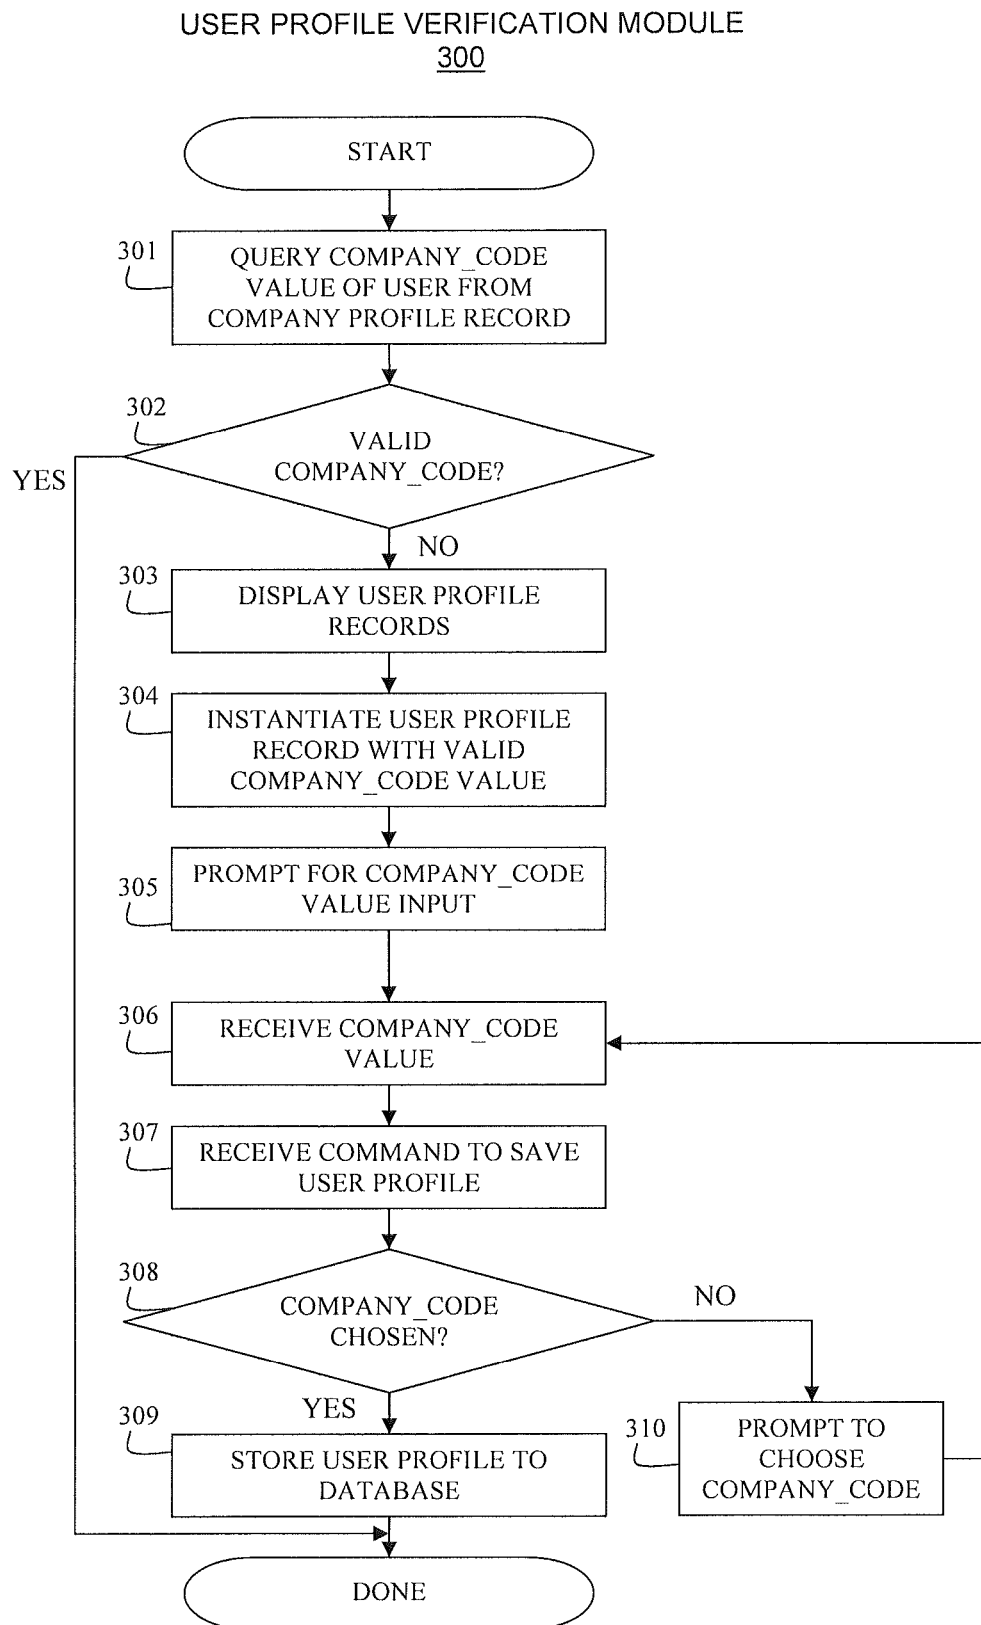 USER PROFILE VERIFICATION MODULE
300
START
301
QUERY COMPANY_CODE
VALUE OF USER FROM
COMPANY PROFILE RECORD
302
VALID
COMPANY_CODE?
YES
NO
303
DISPLAY USER PROFILE
RECORDS
304
INSTANTIATE USER PROFILE
RECORD WITH VALID
COMPANY_CODE VALUE
305
PROMPT FOR COMPANY_CODE
VALUE INPUT
306
RECEIVE COMPANY_CODE
VALUE
307
RECEIVE COMMAND TO SAVE
USER PROFILE
308
COMPANY_CODE
CHOSEN?
NO
YES
309
STORE USER PROFILE TO
DATABASE
310
PROMPT TO
CHOOSE
COMPANY_CODE
DONE